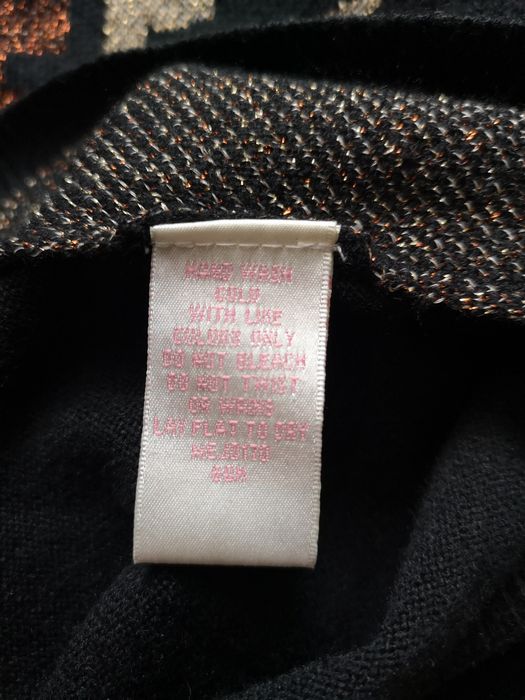 HAND WASH
COLD
WITH LIKE
COLORS ONLY
DO NOT BLEACH
DO NOT TWIST
OR WRING
LAY FLAT TO DRY